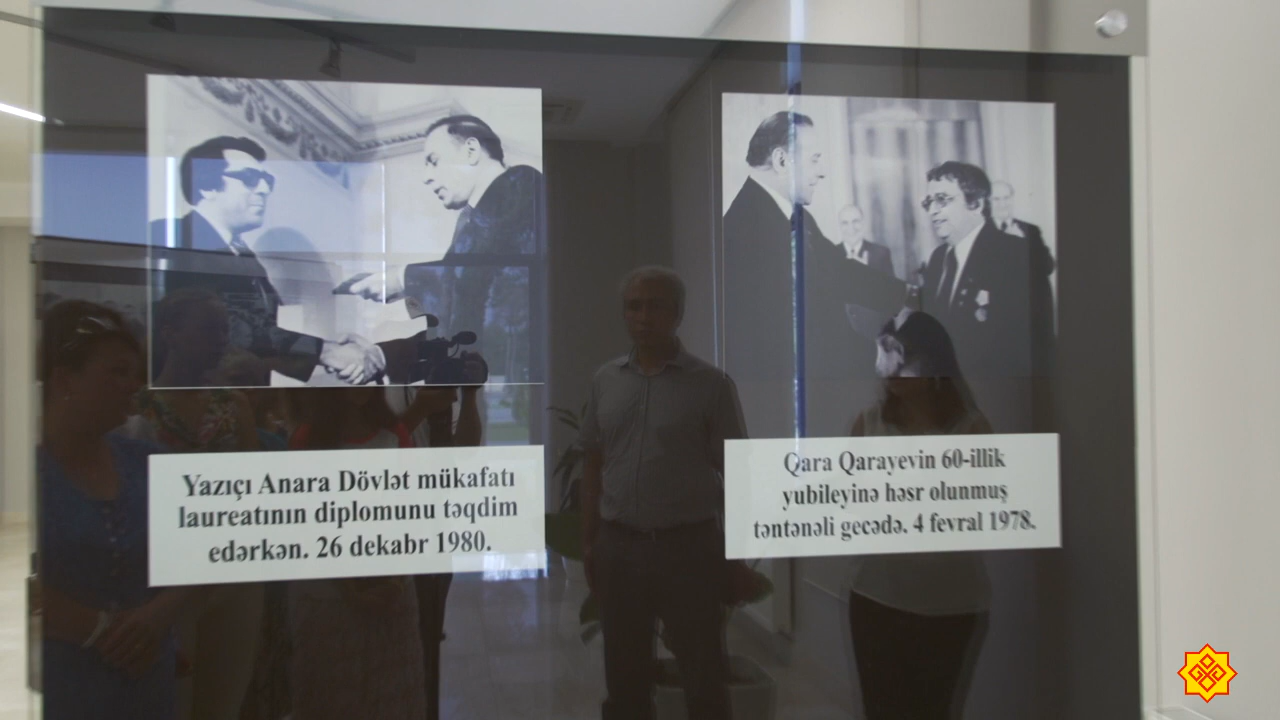 Yazıçı Anara Dövlət mükafatı
laureatının diplomunu təqdim
edərkən. 26 dekabr 1980.
Qara Qarayevin 60-illik
yubileyinə həsr olunmuş
təntənəli gecədə. 4 fevral 1978.